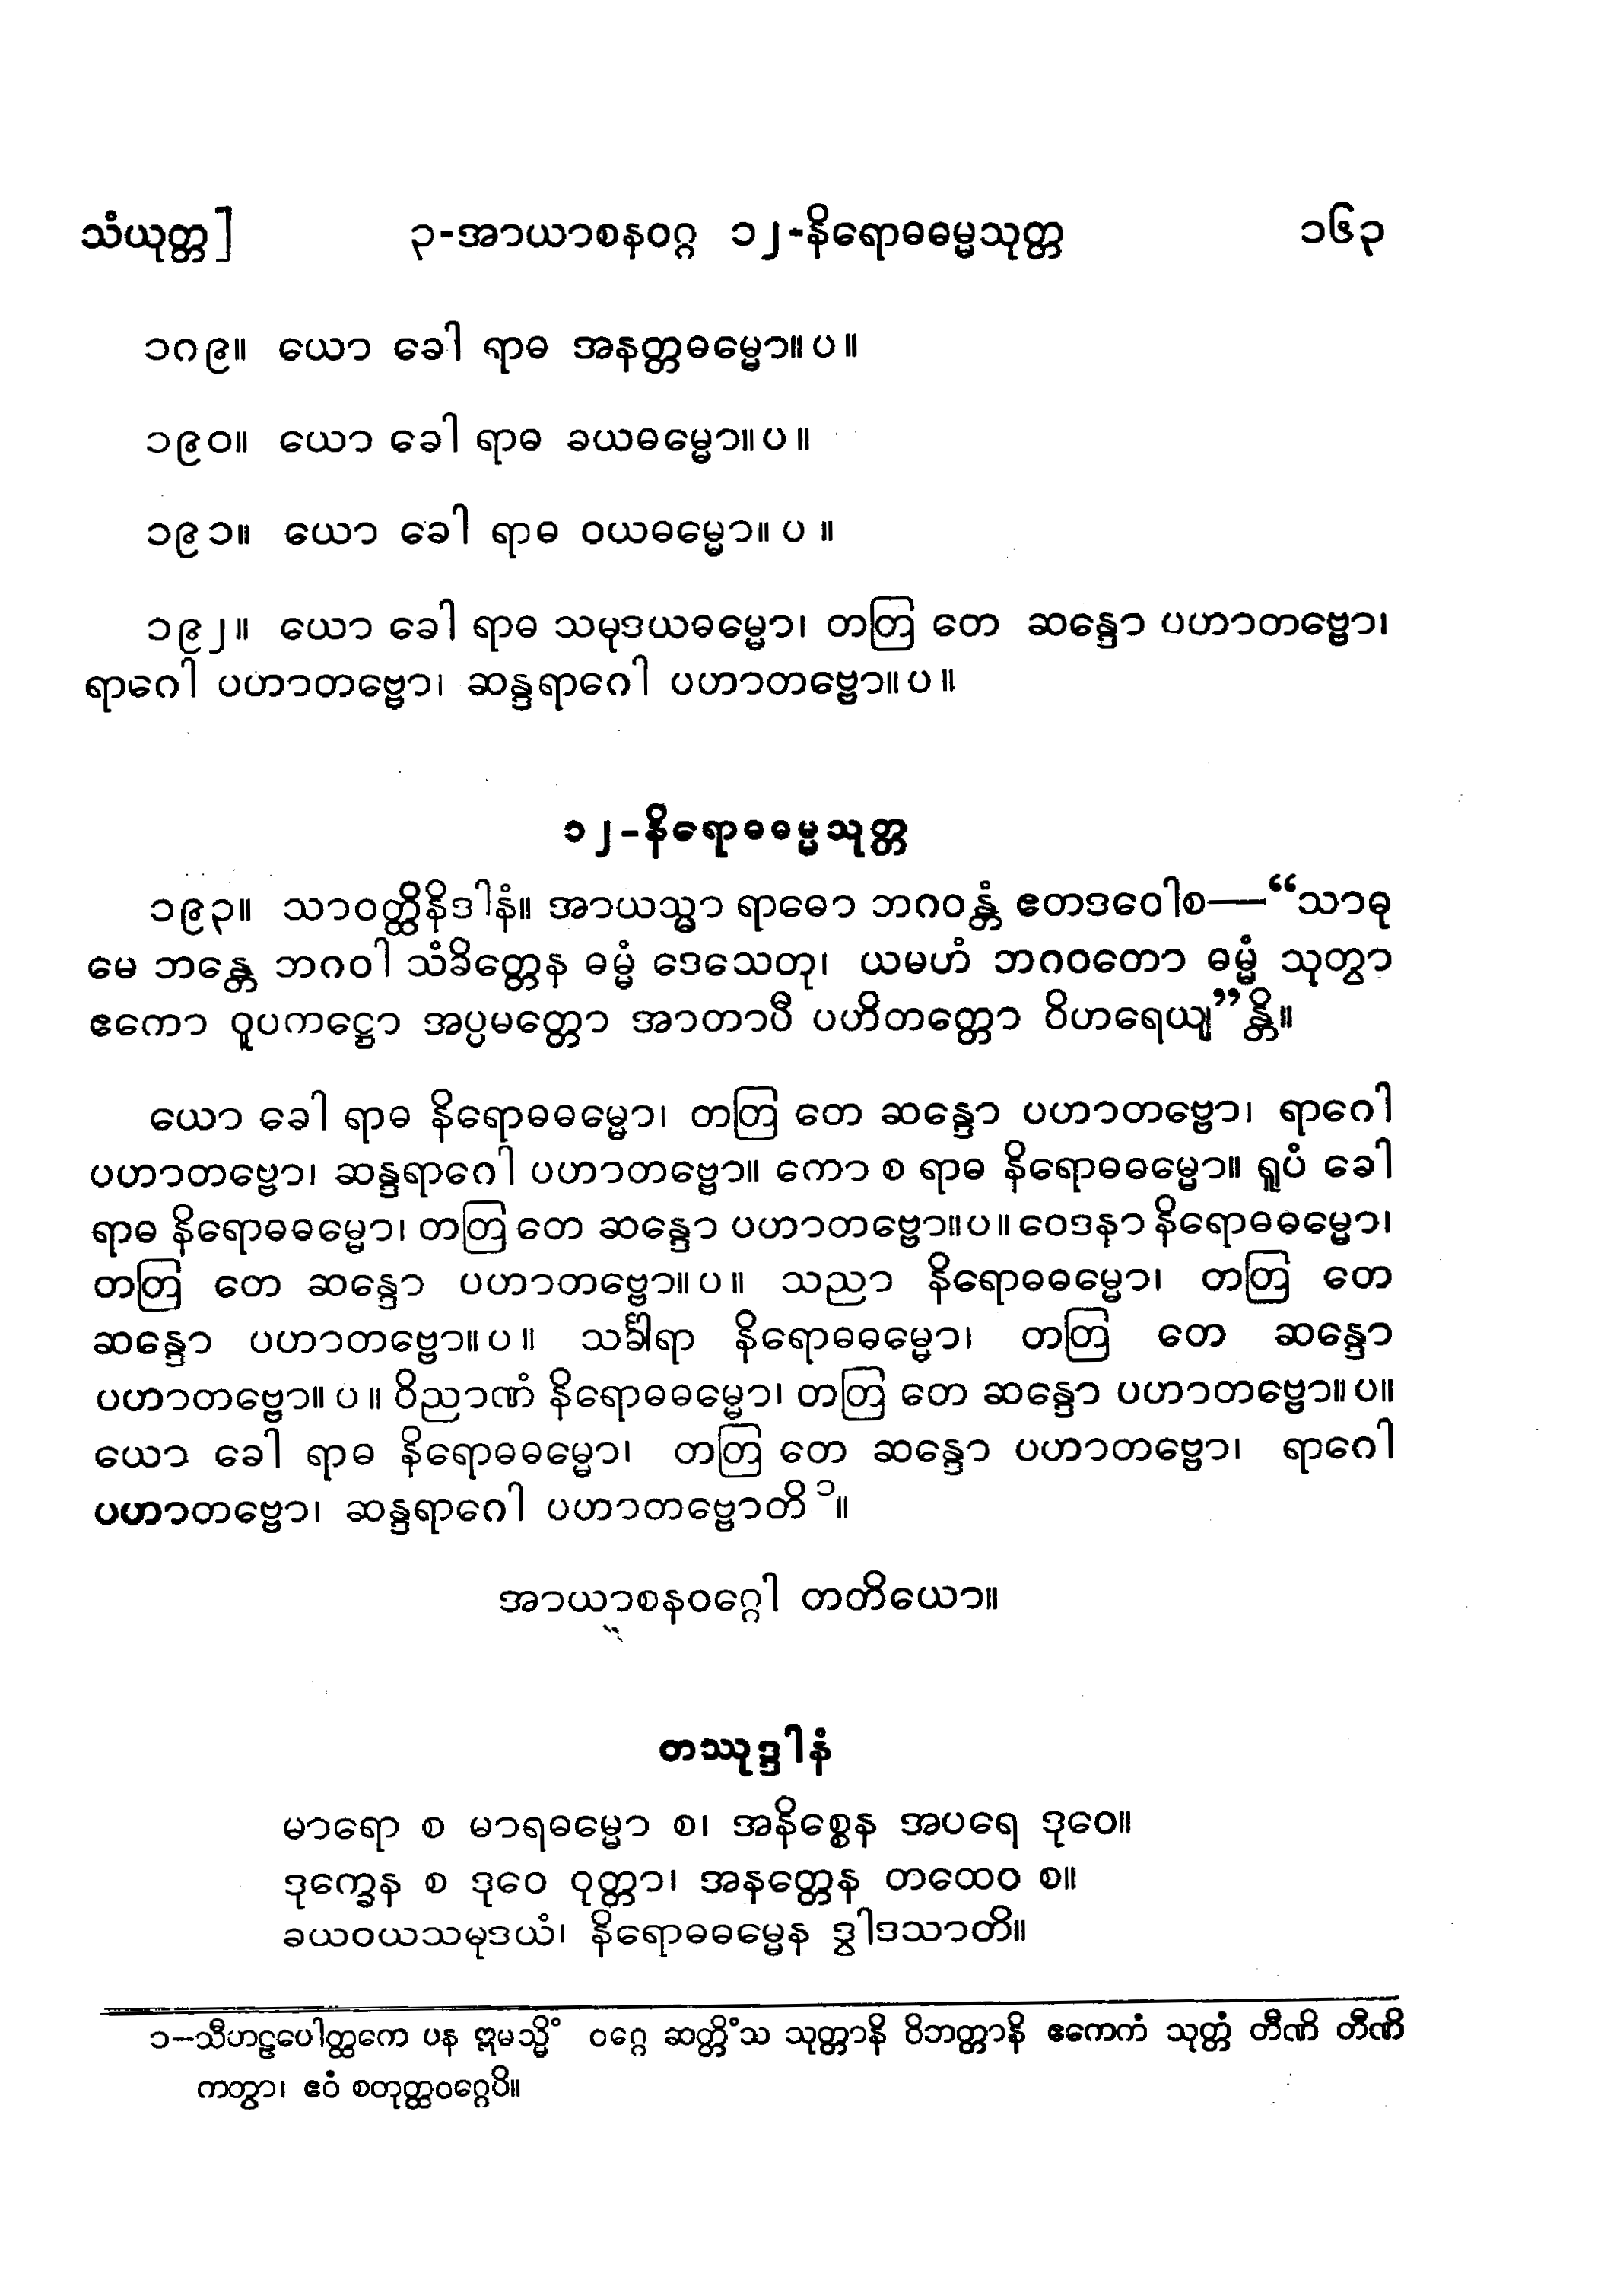 သံယုတ္တ] ၃-အာယာစနဝဂ္ဂ ၁၂-နိရောဓဓမ္မသုတ္တ ၁၆၃
၁၈၉။ ယော ခေါ ရာဓ အနတ္တဓမ္မော။ ပ ။
၁၉၀။ ယော ခေါ ရာဓ ခယဓမ္မော။ ပ ။
၁၉၁။ ယော ခေါ ရာဓ ဝယဓမ္မော။ ပ ။
၁၉၂။ ယော ခေါ ရာဓ သမုဒယဓမ္မော၊ တတြ တေ ဆန္ဒော ပဟာတဗ္ဗော၊
ရာဂေါ ပဟာတဗ္ဗော၊ ဆန္ဒရာဂေါ ပဟာတဗ္ဗော။ ပ ။
၁၂-နိရောဓဓမ္မသုတ္တ
၁၉၃။ သာဝတ္ထိနိဒါနံ။ အာယသ္မာ ရာဓော ဘဂဝန္တံ ဧတဒဝေါစ—“သာဓု
မေ ဘန္တေ ဘဂဝါ သံခိတ္တေန ဓမ္မံ ဒေသေတု၊ ယမဟံ ဘဂဝတော ဓမ္မံ သုတွာ
ဧကော ဝူပကဋ္ဌော အပ္ပမတ္တော အာတာပီ ပဟိတတ္တော ဝိဟရေယျ”န္တိ။
ယော ခေါ ရာဓ နိရောဓဓမ္မော၊ တတြ တေ ဆန္ဒော ပဟာတဗ္ဗော၊ ရာဂေါ
ပဟာတဗ္ဗော၊ ဆန္ဒရာဂေါ ပဟာတဗ္ဗော။ ကော စ ရာဓ နိရောဓဓမ္မော။ ရူပံ ခေါ
ရာဓ နိရောဓဓမ္မော၊ တတြ တေ ဆန္ဒော ပဟာတဗ္ဗော။ ပ ။ ဝေဒနာ နိရောဓဓမ္မော၊
တတြ တေ ဆန္ဒော ပဟာတဗ္ဗော။ ပ ။ သညာ နိရောဓဓမ္မော၊ တတြ တေ
ဆန္ဒော ပဟာတဗ္ဗော။ ပ ။ သင်္ခါရာ နိရောဓဓမ္မော၊ တတြ တေ ဆန္ဒော
ပဟာတဗ္ဗော။ ပ ။ ဝိညာဏံ နိရောဓဓမ္မော၊ တတြ တေ ဆန္ဒော ပဟာတဗ္ဗော။ ပ။
ယော ခေါ ရာဓ နိရောဓဓမ္မော၊ တတြ တေ ဆန္ဒော ပဟာတဗ္ဗော၊ ရာဂေါ
ပဟာတဗ္ဗော၊ ဆန္ဒရာဂေါ ပဟာတဗ္ဗောတိ ၁။
အာယာစနဝဂ္ဂေါ တတိယော။
တဿုဒ္ဒါနံ
မာရော စ မာရဓမ္မော စ၊ အနိစ္စေန အပရေ ဒုဝေ။
ဒုက္ခေန စ ဒုဝေ ဝုတ္တာ၊ အနတ္တေန တထေဝ စ။
ခယဝယသမုဒယံ၊ နိရောဓဓမ္မေန ဒွါဒသာတိ။
၁—သီဟဠပေါတ္ထကေ ပန ဣမသ္မိံ ဝဂ္ဂေ ဆတ္တိံသ သုတ္တာနိ ဝိဘတ္တာနိ ဧကေကံ သုတ္တံ တီဏိ တီဏိ
ကတွာ၊ ဧဝံ စတုတ္ထဝဂ္ဂေပိ။